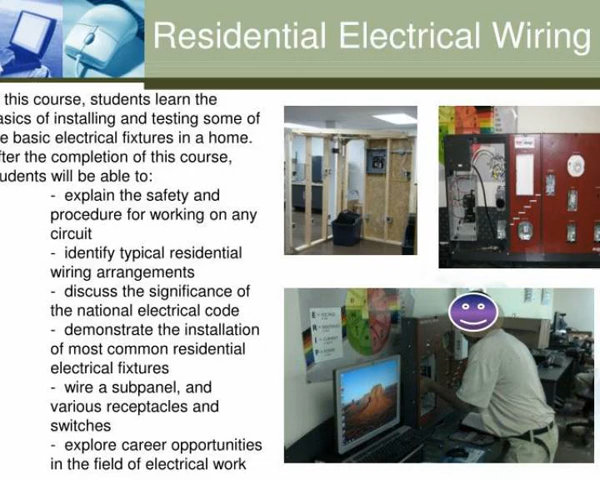 Residential Electrical Wiring
this course, students learn the
asics of installing and testing some of
e basic electrical fixtures in a home.
fter the completion of this course,
udents will be able to:
- explain the safety and
procedure for working on any
circuit
- identify typical residential
wiring arrangements
- discuss the significance of
the national electrical code
- demonstrate the installation
of most common residential
electrical fixtures
- wire a subpanel, and
various receptacles and
switches
- explore career opportunities
in the field of electrical work